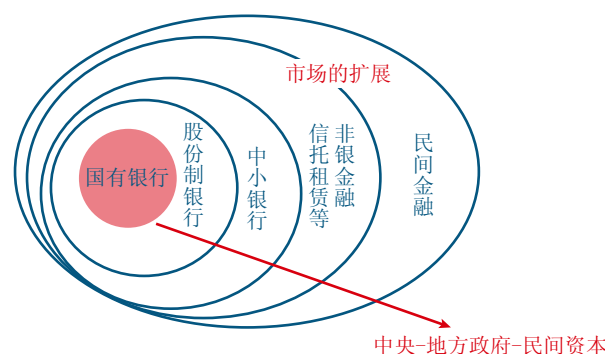 市场的扩展
国有银行
股份制银行
中小银行
非银金融
信托租赁等
民间金融
中央-地方政府-民间资本